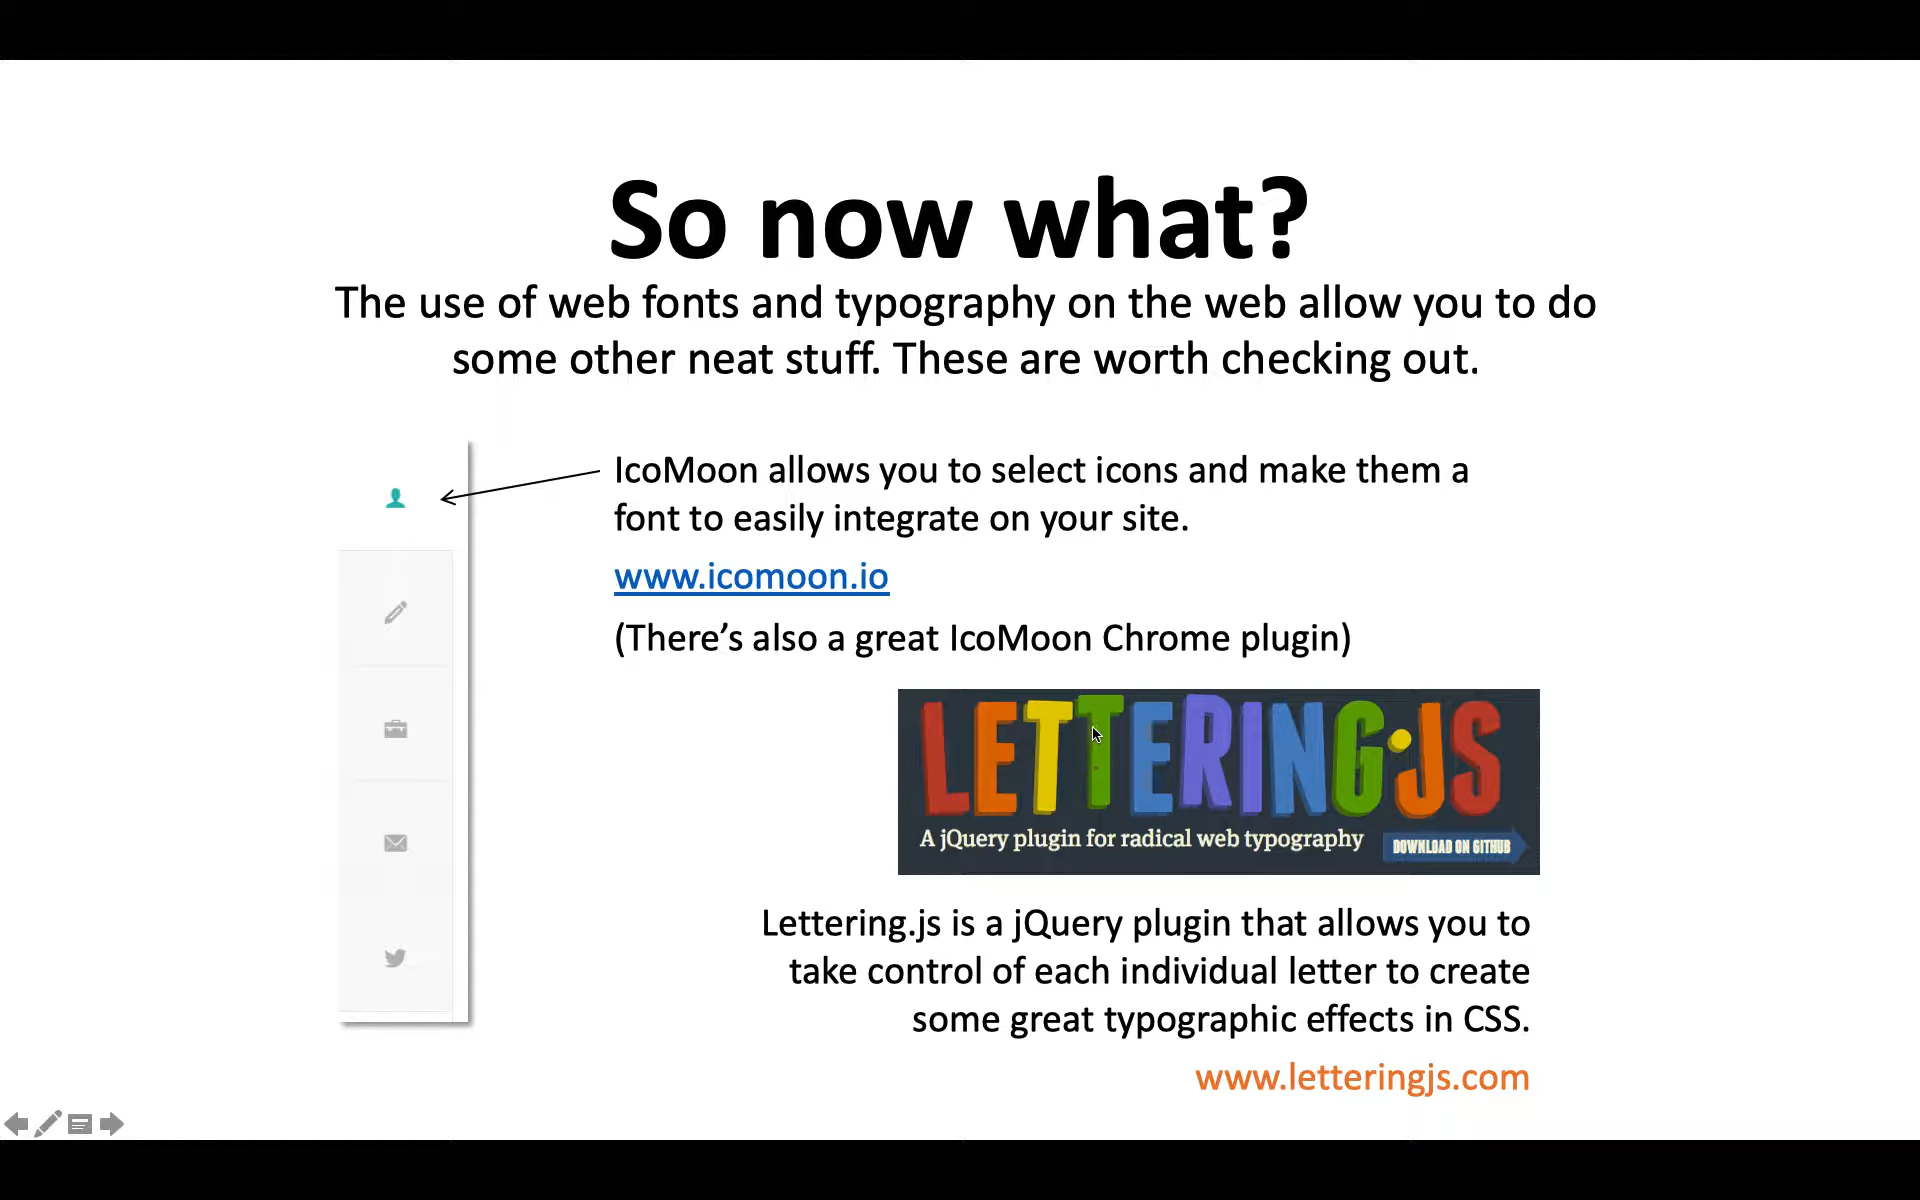 So now what?
The use of web fonts and typography on the web allow you to do
some other neat stuff. These are worth checking out.
IcoMoon allows you to select icons and make them a
font to easily integrate on your site.
www.icomoon.io
(There’s also a great IcoMoon Chrome plugin)
LETTERING.JS
A jQuery plugin for radical web typography
DOWNLOAD ON GITHUB
Lettering.js is a jQuery plugin that allows you to
take control of each individual letter to create
some great typographic effects in CSS.
www.letteringjs.com